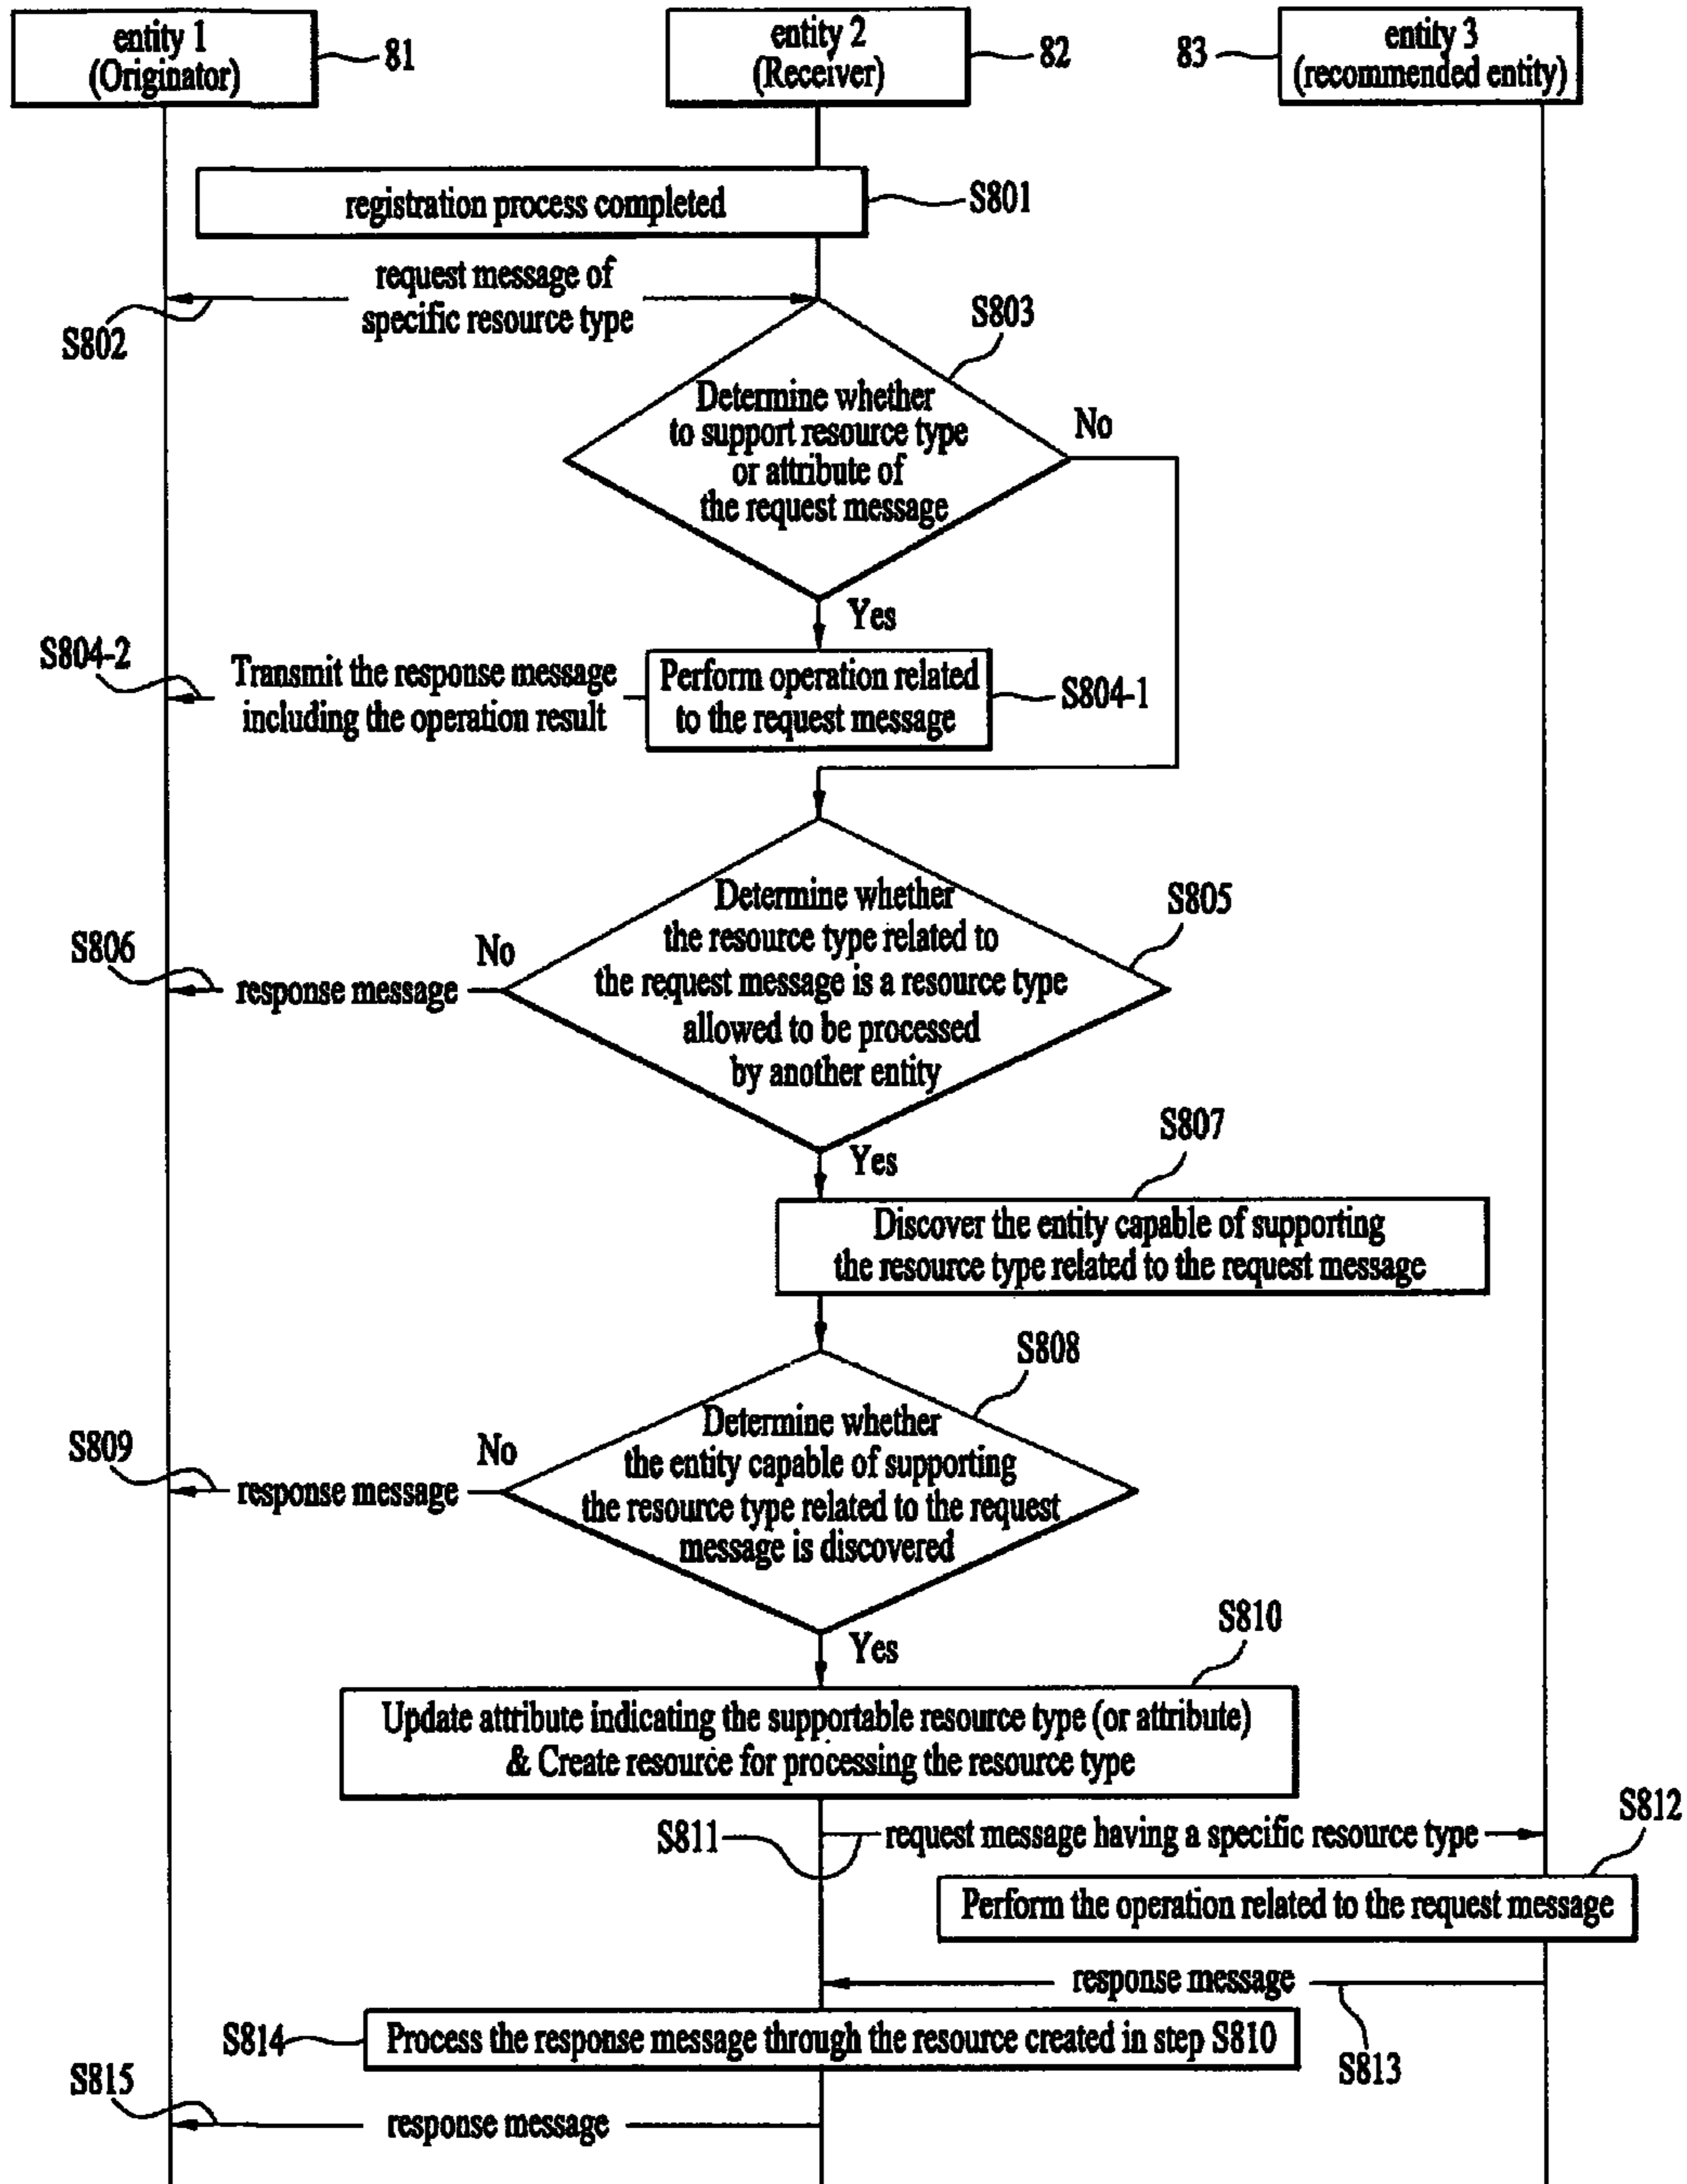 entity 1
(Originator)
81
entity 2
(Receiver)
82
83
entity 3
(recommended entity)
registration process completed
S801
request message of
specific resource type
S802
S803
Determine whether
to support resource type
or attribute of
the request message
No
Yes
S804-2
Transmit the response message
including the operation result
Perform operation related
to the request message
S804-1
Determine whether
the resource type related to
the request message is a resource type
allowed to be processed
by another entity
S805
S806
No
response message
Yes
S807
Discover the entity capable of supporting
the resource type related to the request message
S808
Determine whether
the entity capable of supporting
the resource type related to the request
message is discovered
S809
No
response message
Yes
S810
Update attribute indicating the supportable resource type (or attribute)
& Create resource for processing the resource type
S811
request message having a specific resource type
S812
Perform the operation related to the request message
response message
S813
S814
Process the response message through the resource created in step S810
S815
response message